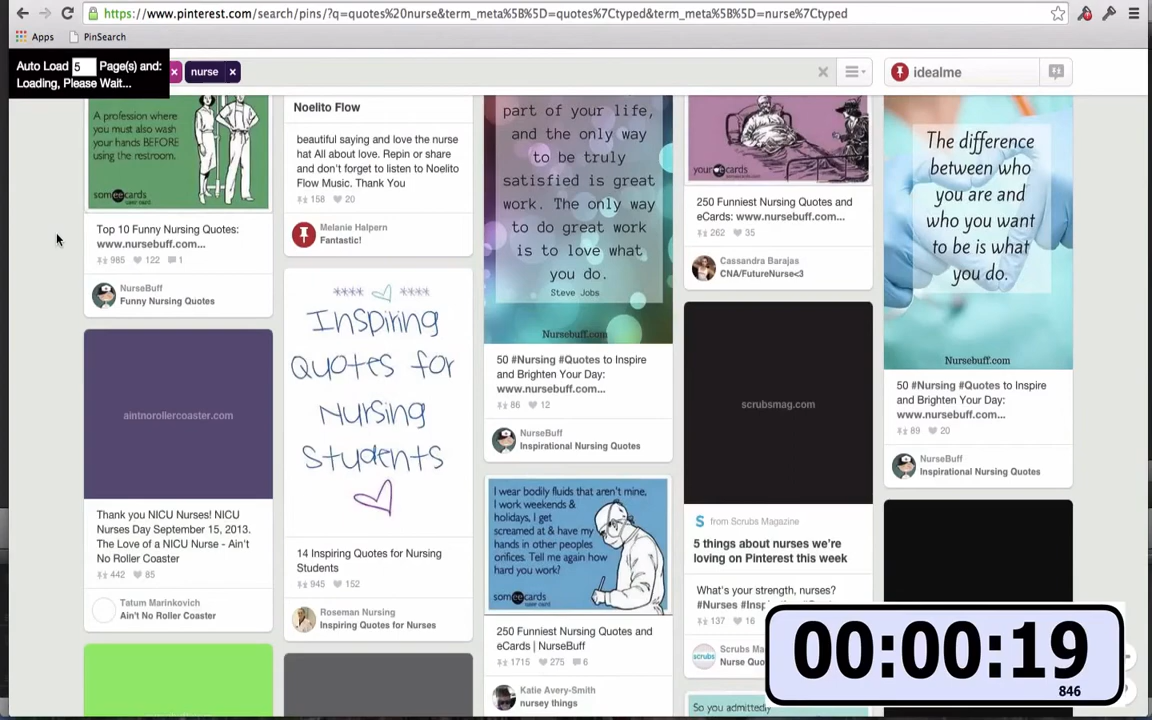 https://www.pinterest.com/search/pins/?q=quotes%20nurse&term_meta%5B%5D=quotes%7Ctyped&term_meta%5B%5D=nurse%7Ctyped
Apps
PinSearch
Auto Load 5 Page(s) and:
Loading, Please Wait...
nurse
idealme
A profession where
you must also wash
your hands BEFORE
using the restroom.
someecards
user card
Top 10 Funny Nursing Quotes:
www.nursebuff.com...
985 122 1
NurseBuff
Funny Nursing Quotes
aintnorollercoaster.com
Thank you NICU Nurses! NICU
Nurses Day September 15, 2013.
The Love of a NICU Nurse - Ain't
No Roller Coaster
442 85
Tatum Marinkovich
Ain't No Roller Coaster
Noelito Flow
beautiful saying and love the nurse
hat All about love. Repin or share
and don't forget to listen to Noelito
Flow Music. Thank You
158 20
Melanie Halpern
Fantastic!
**** ****
Inspiring
Quotes for
Nursing
Students
14 Inspiring Quotes for Nursing
Students
945 152
Roseman Nursing
Inspiring Quotes for Nurses
part of your life,
and the only way
to be truly
satisfied is great
work. The only way
to do great work
is to love what
you do.
Steve Jobs
Nursebuff.com
50 #Nursing #Quotes to Inspire
and Brighten Your Day:
www.nursebuff.com...
86 12
NurseBuff
Inspirational Nursing Quotes
I wear bodily fluids that aren't mine,
I work weekends &
holidays, I get
screamed at & have my
hands in other peoples
orifices. Tell me again how
hard you work?
someecards
user card
250 Funniest Nursing Quotes and
eCards | NurseBuff
1715 275 6
Katie Avery-Smith
nursey things
your ecards
250 Funniest Nursing Quotes and
eCards: www.nursebuff.com...
262 35
Cassandra Barajas
CNA/FutureNurse<3
scrubsmag.com
from Scrubs Magazine
5 things about nurses we're
loving on Pinterest this week
What's your strength, nurses?
#Nurses
137 16
scrubs
Scrubs Ma
Nurse Quo
So you admittedly
The difference
between who
you are and
who you want
to be is what
you do.
Nursebuff.com
50 #Nursing #Quotes to Inspire
and Brighten Your Day:
www.nursebuff.com...
89 20
NurseBuff
Inspirational Nursing Quotes
00:00:19
846